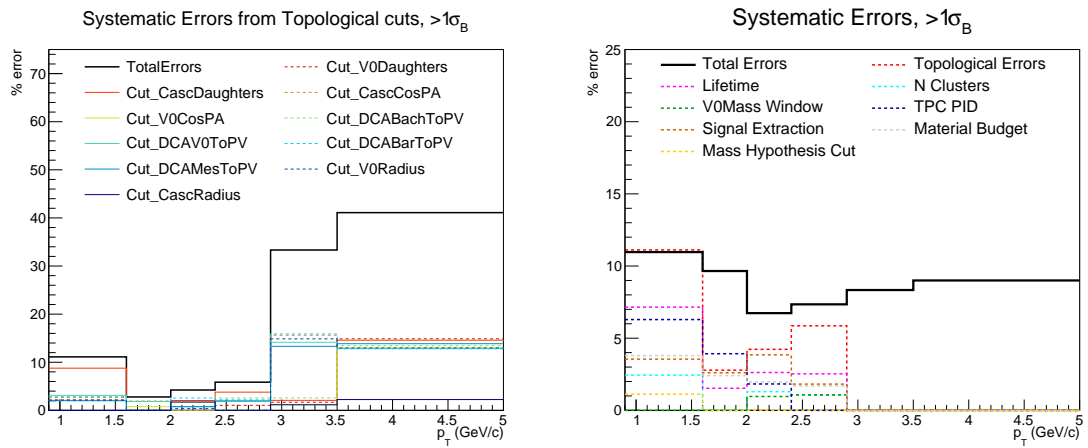 Systematic Errors from Topological cuts, >1σ_B
% error
70
60
50
40
30
20
10
0
TotalErrors
Cut_V0Daughters
Cut_CascDaughters
Cut_CascCosPA
Cut_V0CosPA
Cut_DCABachToPV
Cut_DCAV0ToPV
Cut_DCABarToPV
Cut_DCAMesToPV
Cut_V0Radius
Cut_CascRadius
1 1.5 2 2.5 3 3.5 4 4.5 5
p_T (GeV/c)
Systematic Errors, >1σ_B
% error
25
20
15
10
5
0
Total Errors
Topological Errors
Lifetime
N Clusters
V0Mass Window
TPC PID
Signal Extraction
Material Budget
Mass Hypothesis Cut
1 1.5 2 2.5 3 3.5 4 4.5 5
p_T (GeV/c)